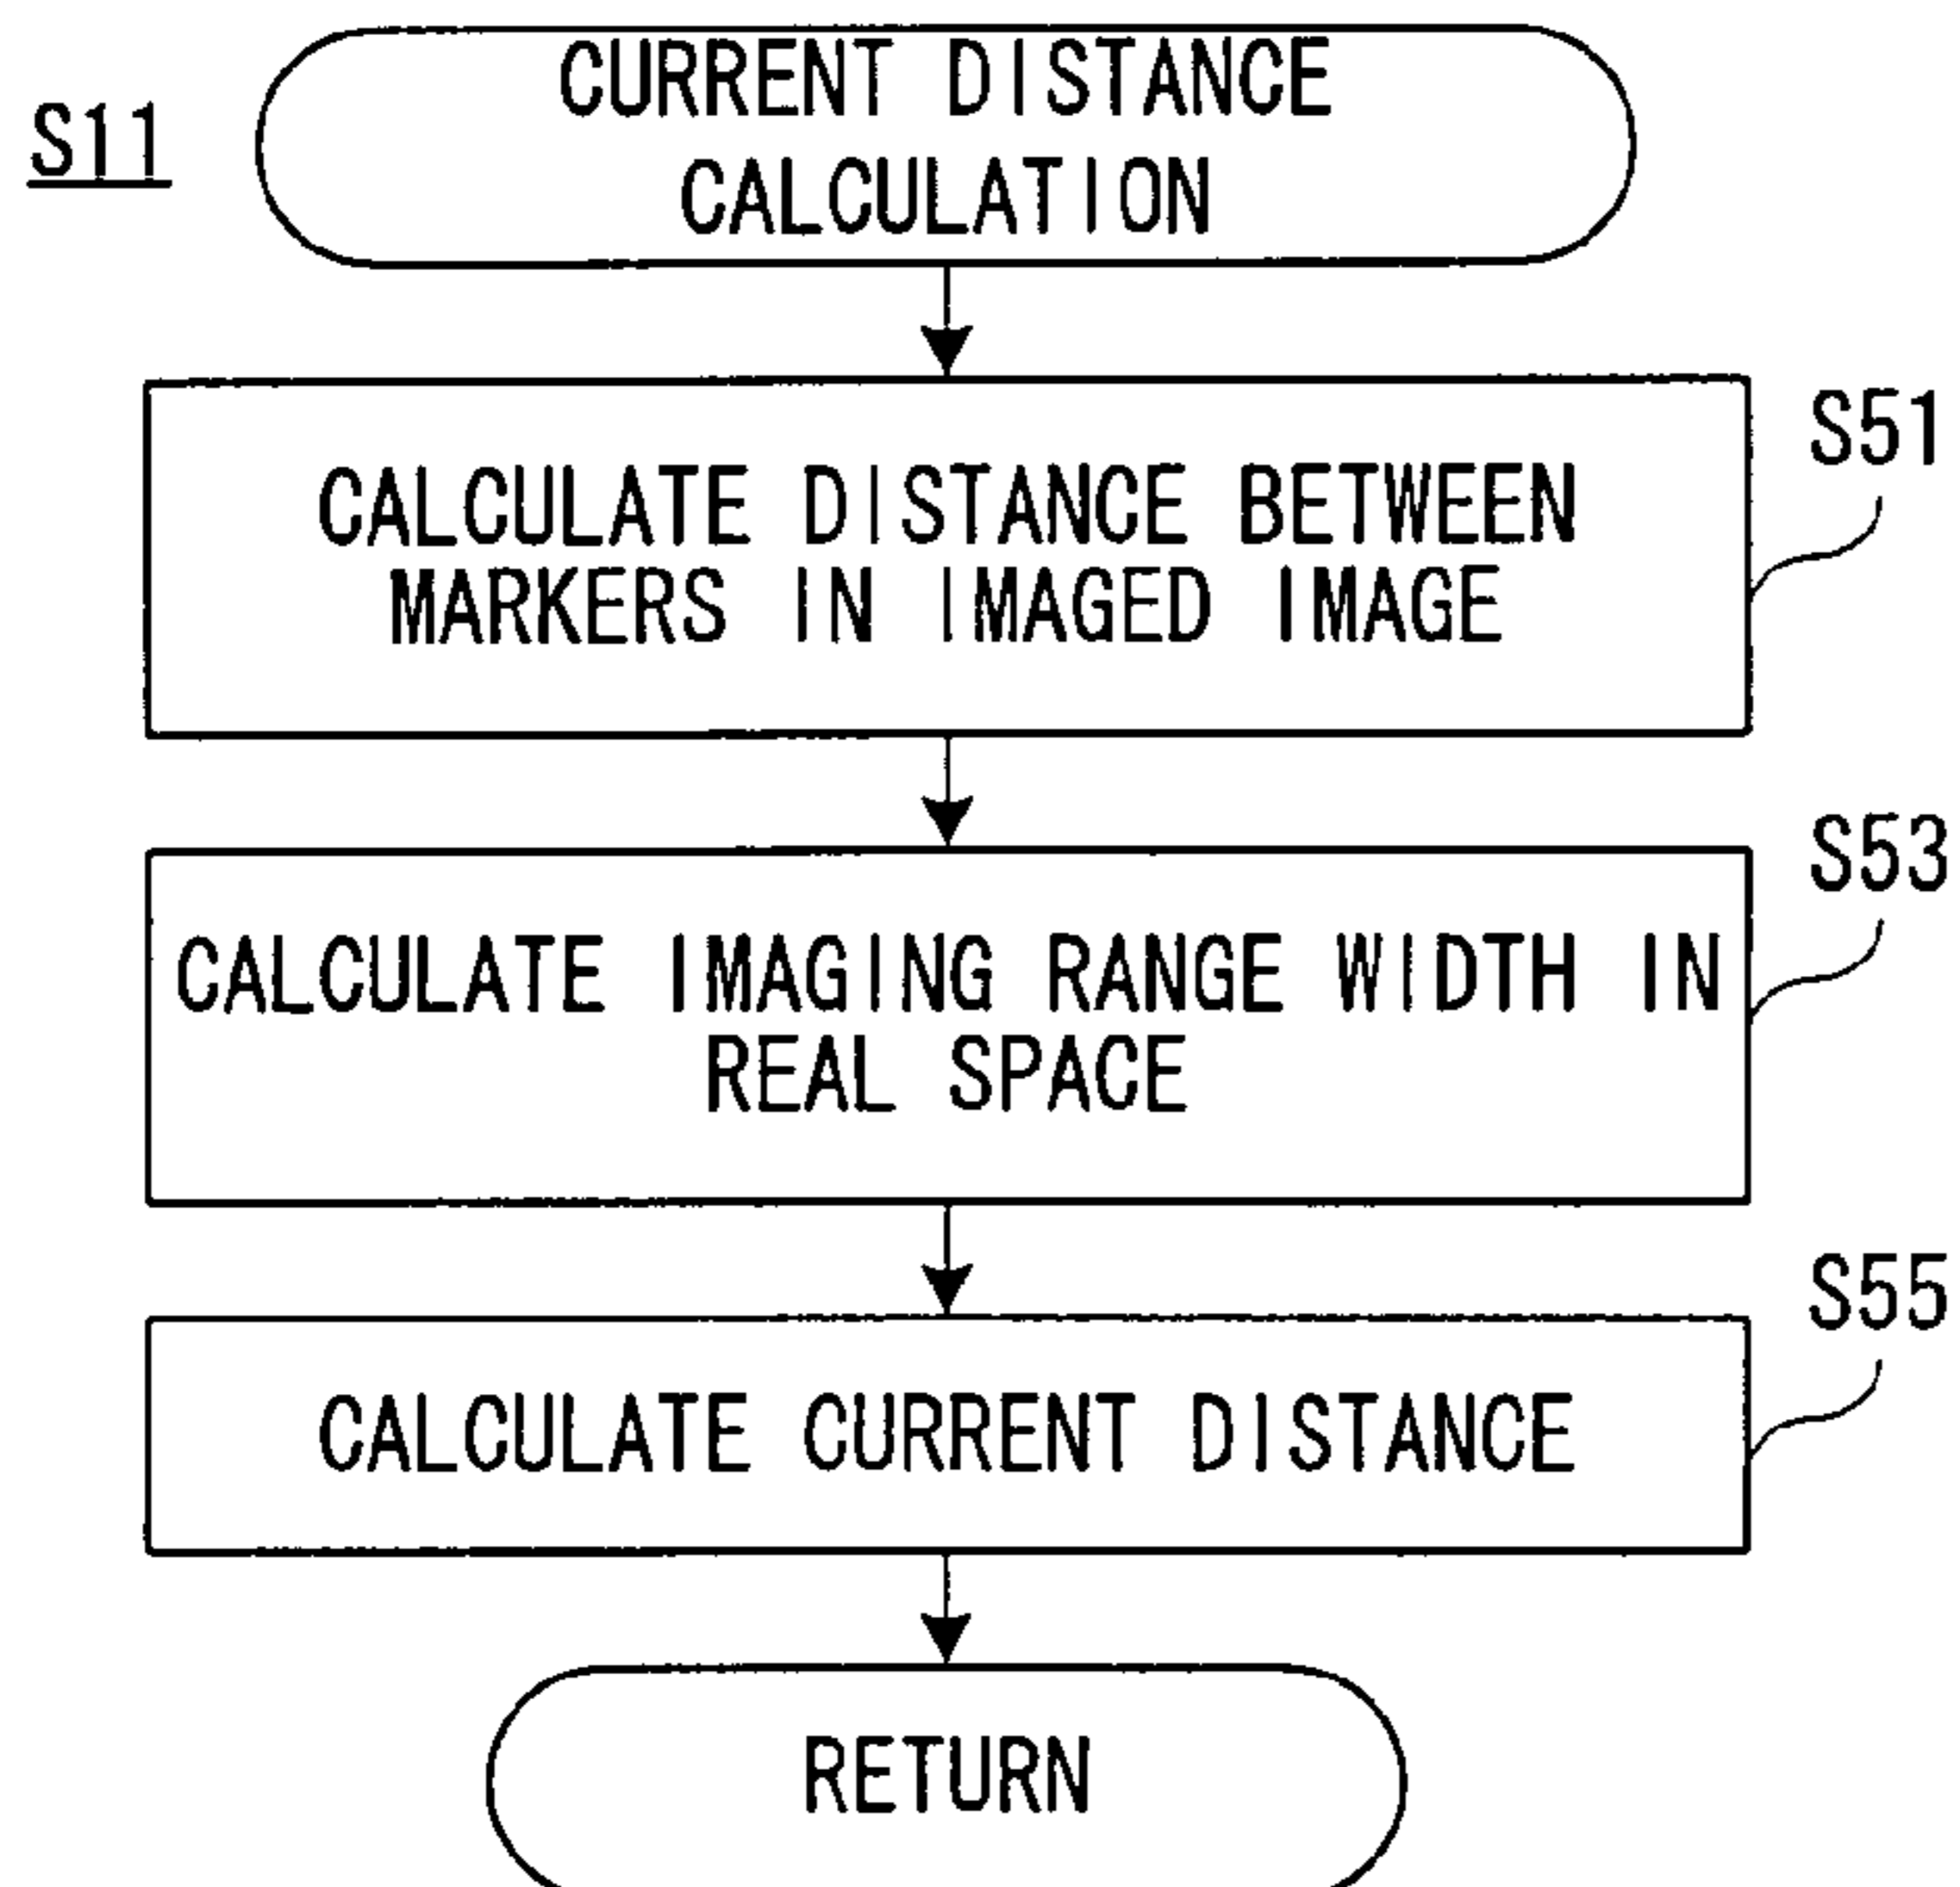 CURRENT DISTANCE
S11
CALCULATION
S51
CALCULATE DISTANCE BETWEEN
MARKERS IN IMAGED IMAGE
S53
CALCULATE IMAGING RANGE WIDTH IN
REAL SPACE
S55
CALCULATE CURRENT DISTANCE
RETURN